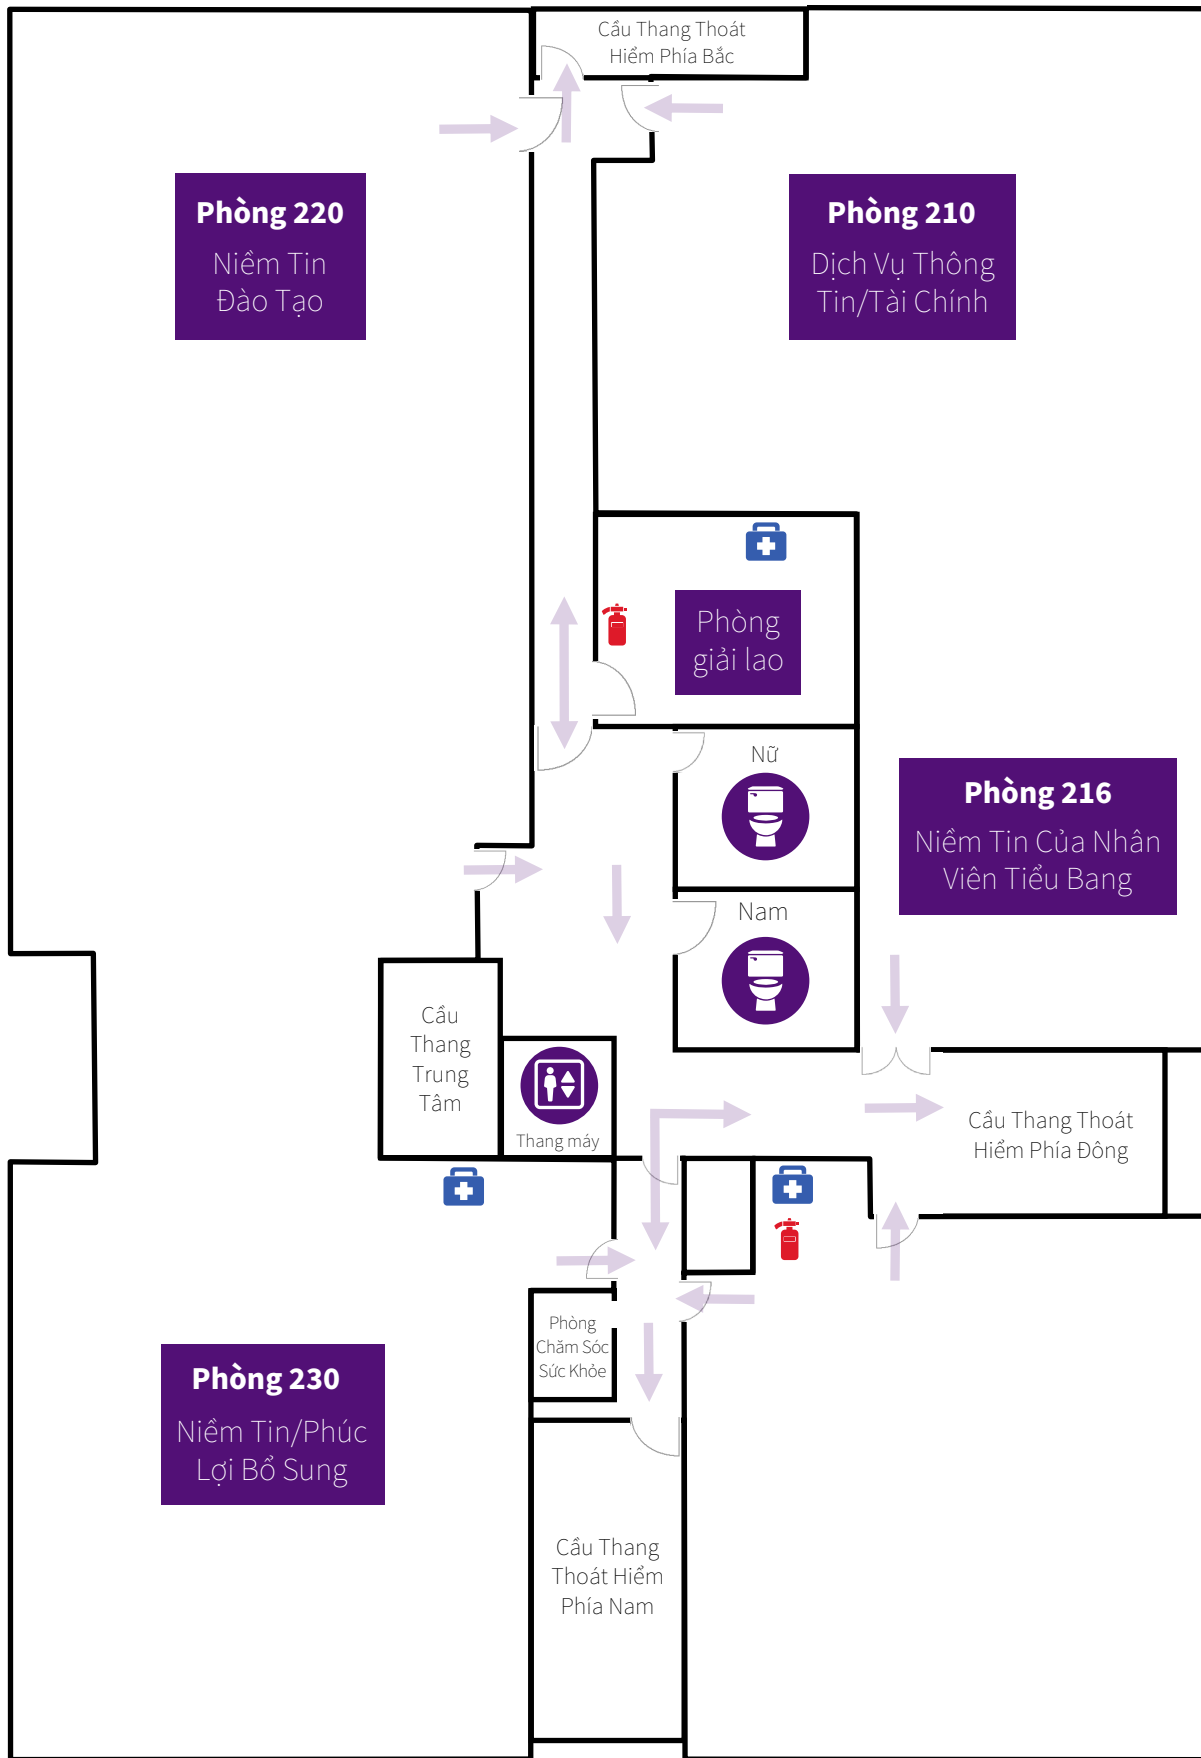 Cầu Thang Thoát
Hiểm Phía Bắc
Phòng 220
Niềm Tin
Đào Tạo
Phòng 210
Dịch Vụ Thông
Tin/Tài Chính
Phòng
giải lao
Nữ
Phòng 216
Niềm Tin Của Nhân
Viên Tiểu Bang
Nam
Cầu
Thang
Trung
Tâm
Thang máy
Cầu Thang Thoát
Hiểm Phía Đông
Phòng
Chăm Sóc
Sức Khỏe
Phòng 230
Niềm Tin/Phúc
Lợi Bổ Sung
Cầu Thang
Thoát Hiểm
Phía Nam